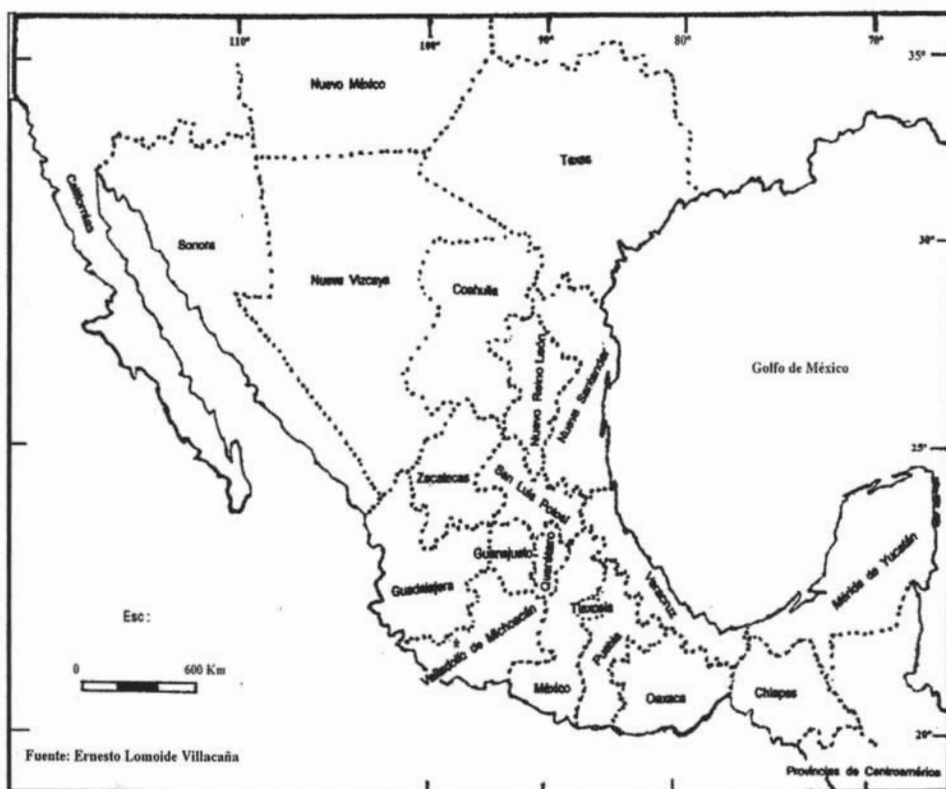 110° 100° 90° 80° 70°
35°
Nuevo México
Texas
Californias
Sonora
30°
Nueva Vizcaya
Coahuila
Nuevo Reino León
Nuevo Santander
Golfo de México
25°
Zacatecas
San Luis Potosí
Guanajuato
Querétaro
Guadalajara
Mérida de Yucatán
Veracruz
Tlaxcala
Esc :
Valladolid de Michoacán
Puebla
0 600 Km
México
Oaxaca
Chiapas
20°
Fuente: Ernesto Lomoide Villacaña
Provincias de Centroamérica